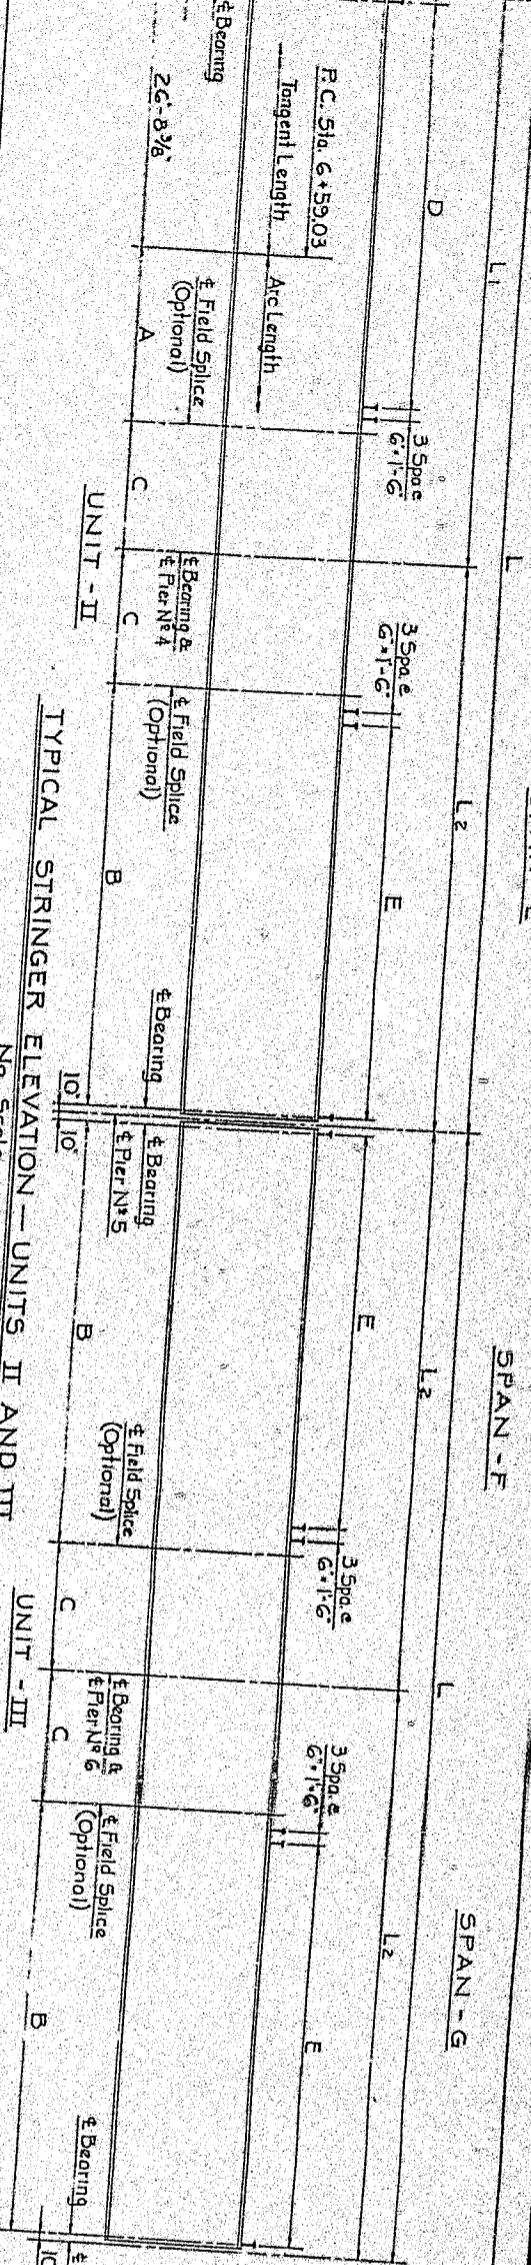 SPAN - F
SPAN - G
L1
L
L2
L2
L
L2
D
3 Spa @
6" = 1'-6"
3 Spa @
6" = 1'-6"
E
E
3 Spa @
6" = 1'-6"
3 Spa @
6" = 1'-6"
E
P.C. Sta. 6+59.03
Tangent Length
Arc Length
℄ Bearing
26'-8 3/8"
℄ Field Splice
(Optional)
A
C
℄ Bearing &
℄ Pier Nº 4
C
℄ Field Splice
(Optional)
B
℄ Bearing
10"
10"
℄ Bearing
℄ Pier Nº 5
B
℄ Field Splice
(Optional)
C
℄ Bearing &
℄ Pier Nº 6
C
℄ Field Splice
(Optional)
B
℄ Bearing
UNIT - II
UNIT - III
TYPICAL STRINGER ELEVATION — UNITS II AND III